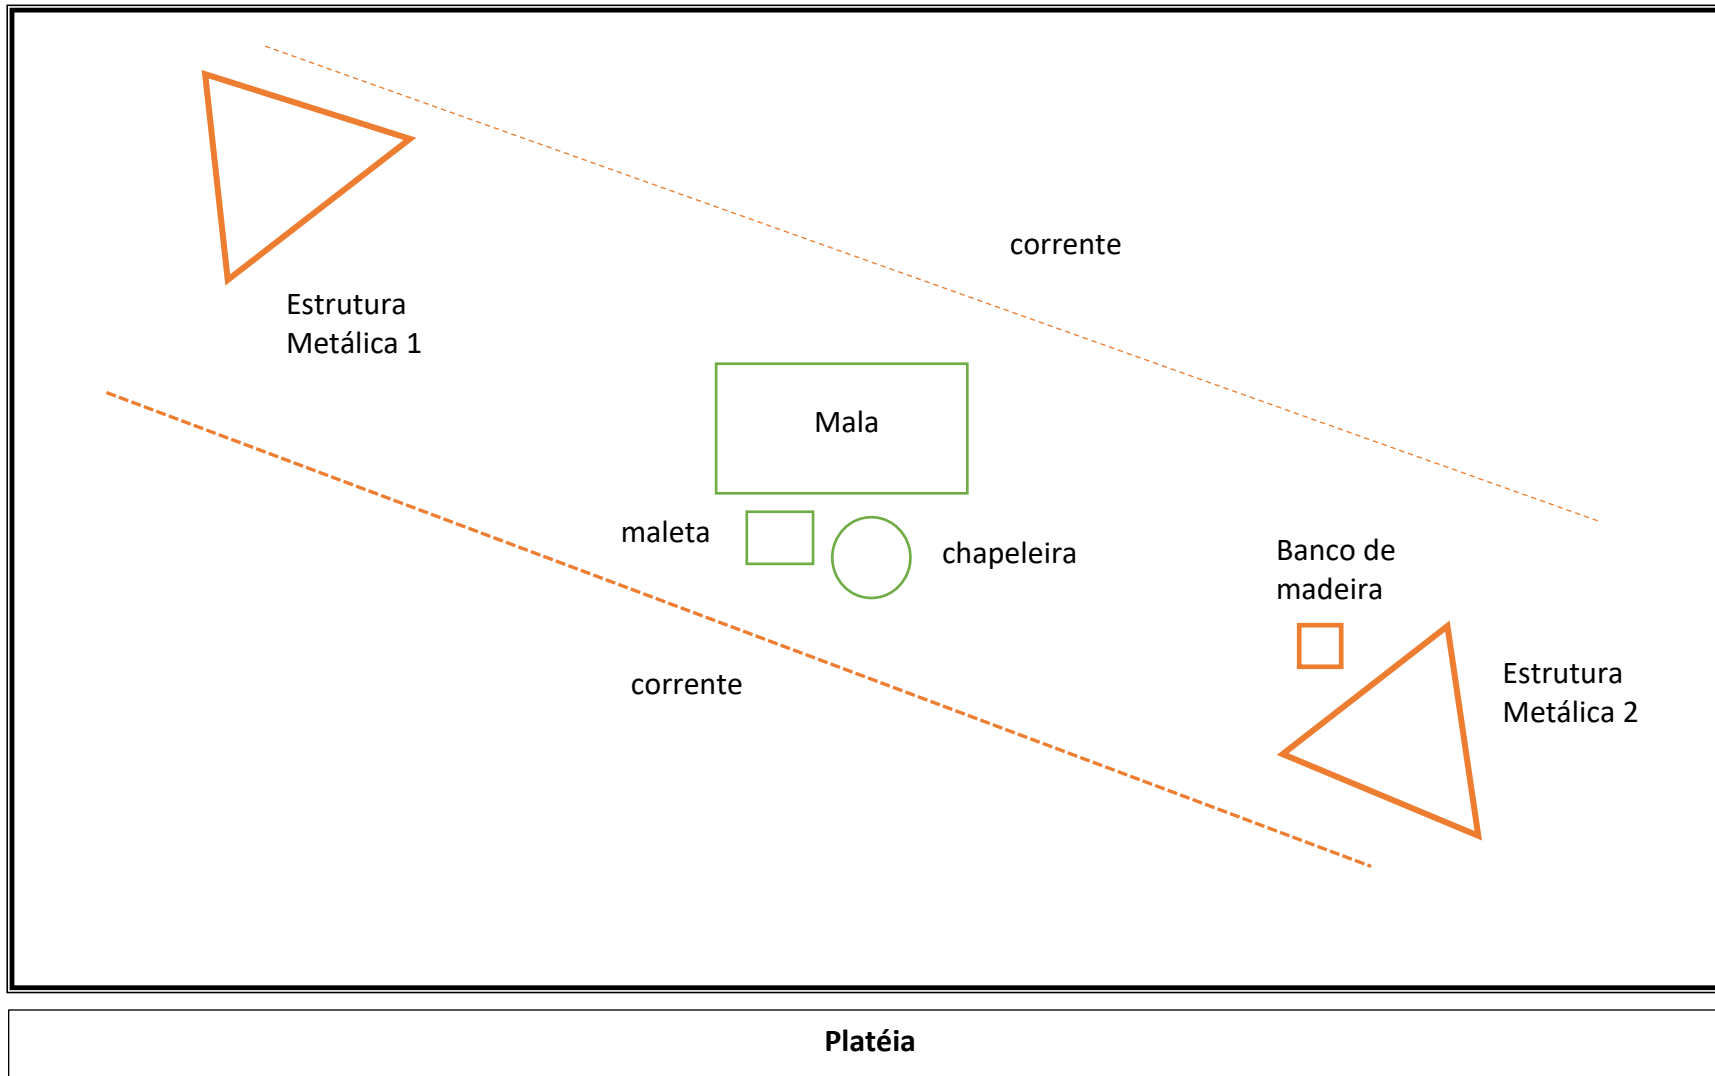 corrente
Estrutura
Metálica 1
Mala
maleta
chapeleira
Banco de
madeira
corrente
Estrutura
Metálica 2
Platéia